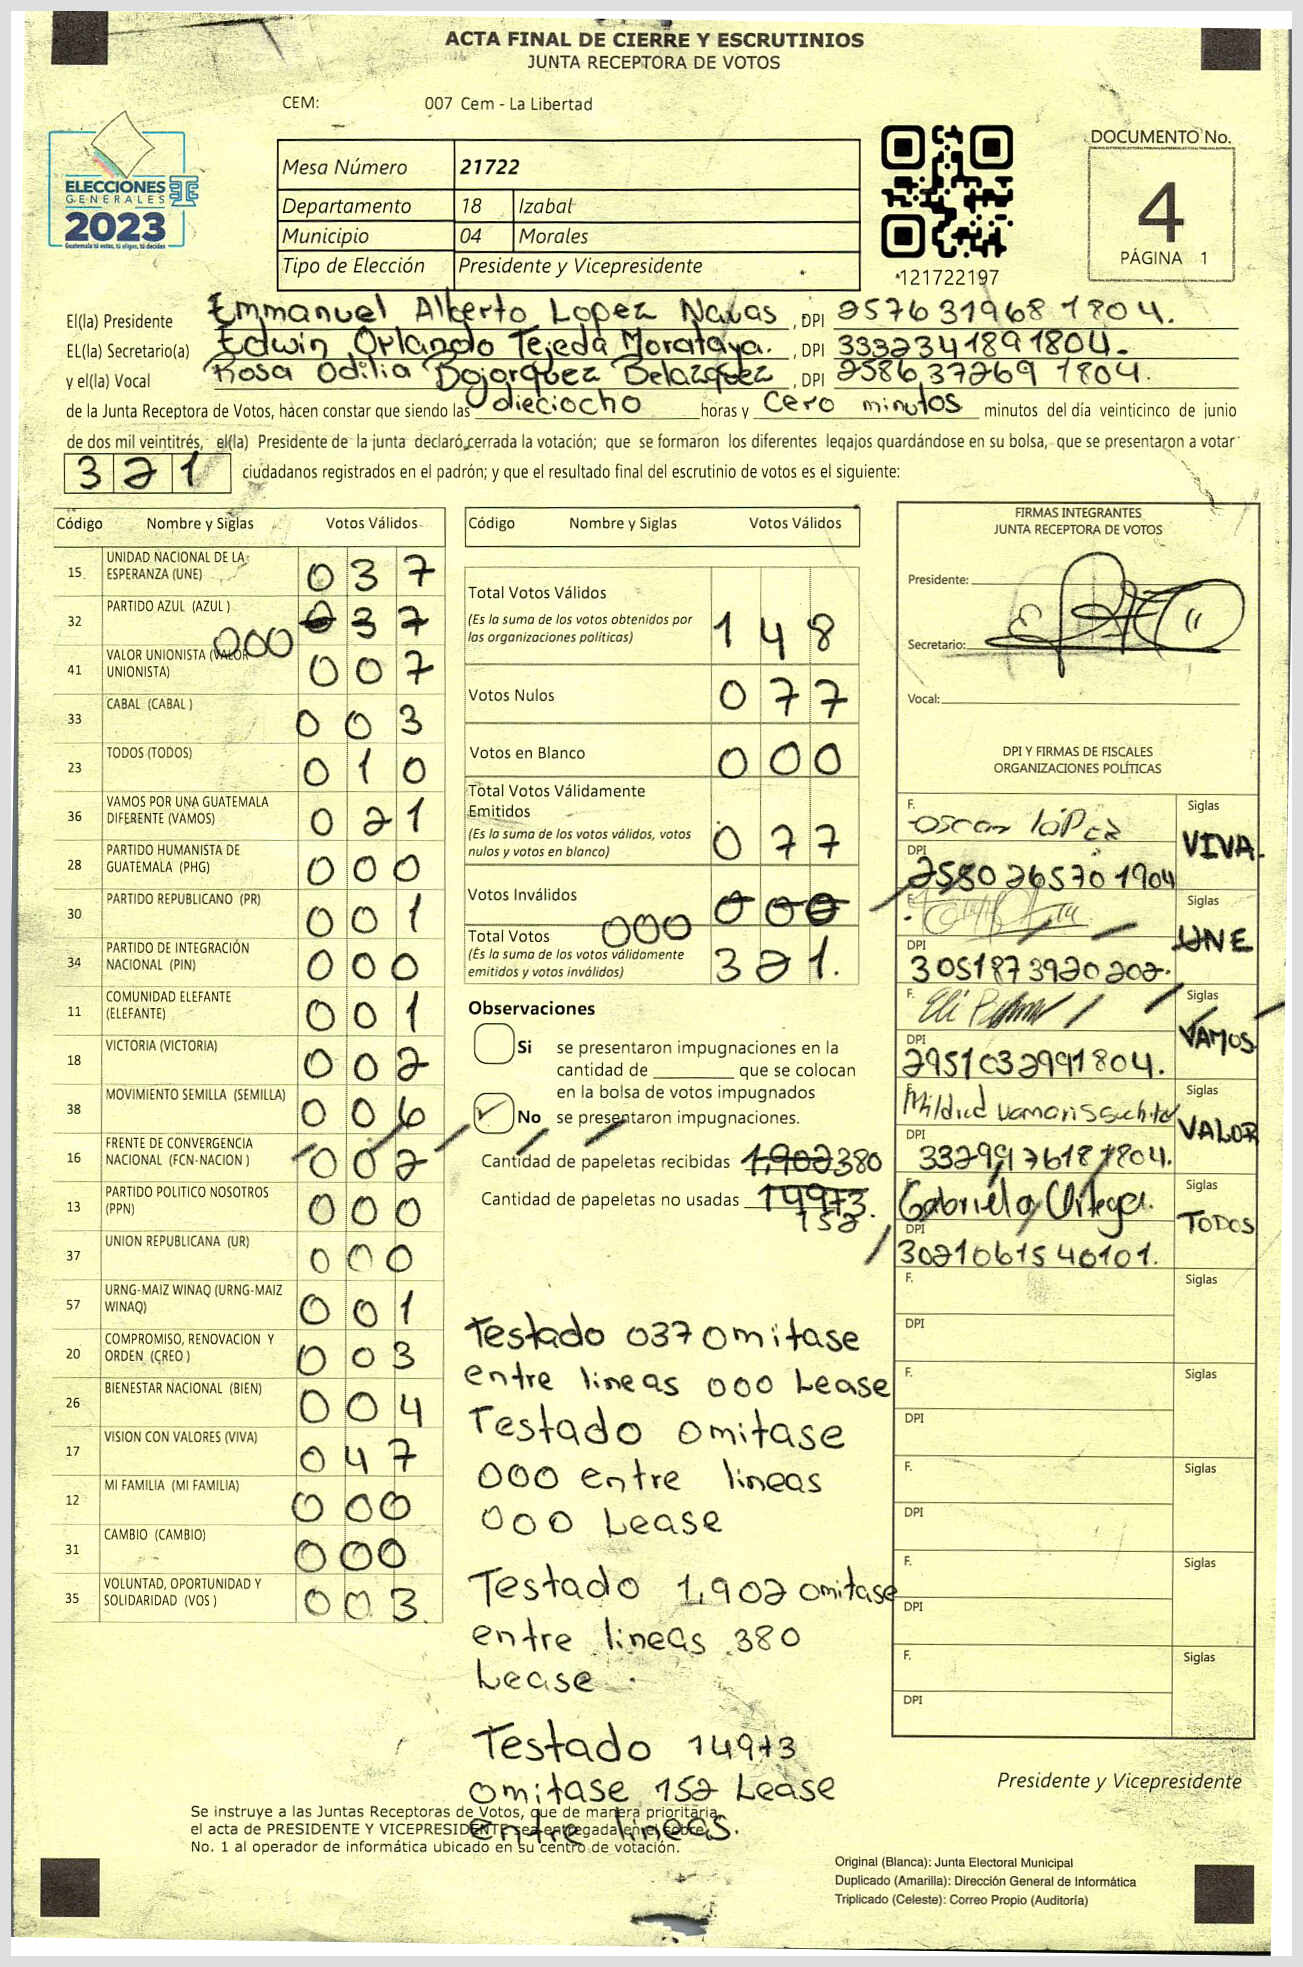 ACTA FINAL DE CIERRE Y ESCRUTINIOS
JUNTA RECEPTORA DE VOTOS
CEM: 007 Cem - La Libertad
ELECCIONES
GENERALES
2023
Guatemala tú votas, tú eliges, tú decides
Mesa Número 21722
Departamento 18 Izabal
Municipio 04 Morales
Tipo de Elección Presidente y Vicepresidente
*121722197
DOCUMENTO No.
4
PÁGINA 1
El(la) Presidente Emmanuel Alberto Lopez Navas , DPI 2576319681804.
EL(la) Secretario(a) Edwin Orlando Tejeda Morataya. , DPI 3332341891804.
y el(la) Vocal Rosa Odilia Bojorquez Belazquez , DPI 2586372691804.
de la Junta Receptora de Votos, hacen constar que siendo las dieciocho horas y cero minutos minutos del día veinticinco de junio
de dos mil veintitrés, el(la) Presidente de la junta declaró cerrada la votación; que se formaron los diferentes legajos guardándose en su bolsa, que se presentaron a votar
321 ciudadanos registrados en el padrón; y que el resultado final del escrutinio de votos es el siguiente:
Código Nombre y Siglas Votos Válidos
15 UNIDAD NACIONAL DE LA ESPERANZA (UNE) 037
32 PARTIDO AZUL (AZUL ) 037
000
41 VALOR UNIONISTA (VALOR UNIONISTA) 007
33 CABAL (CABAL ) 003
23 TODOS (TODOS) 010
36 VAMOS POR UNA GUATEMALA DIFERENTE (VAMOS) 021
28 PARTIDO HUMANISTA DE GUATEMALA (PHG) 000
30 PARTIDO REPUBLICANO (PR) 001
34 PARTIDO DE INTEGRACIÓN NACIONAL (PIN) 000
11 COMUNIDAD ELEFANTE (ELEFANTE) 001
18 VICTORIA (VICTORIA) 002
38 MOVIMIENTO SEMILLA (SEMILLA) 006
16 FRENTE DE CONVERGENCIA NACIONAL (FCN-NACION ) 002
13 PARTIDO POLITICO NOSOTROS (PPN) 000
37 UNION REPUBLICANA (UR) 000
57 URNG-MAIZ WINAQ (URNG-MAIZ WINAQ) 001
20 COMPROMISO, RENOVACION Y ORDEN (CREO ) 003
26 BIENESTAR NACIONAL (BIEN) 004
17 VISION CON VALORES (VIVA) 047
12 MI FAMILIA (MI FAMILIA) 000
31 CAMBIO (CAMBIO) 000
35 VOLUNTAD, OPORTUNIDAD Y SOLIDARIDAD (VOS ) 003.
Código Nombre y Siglas Votos Válidos
Total Votos Válidos
(Es la suma de los votos obtenidos por
las organizaciones políticas) 148
Votos Nulos 077
Votos en Blanco 000
Total Votos Válidamente
Emitidos
(Es la suma de los votos válidos, votos
nulos y votos en blanco) 077
Votos Inválidos 000
000
Total Votos
(Es la suma de los votos válidamente
emitidos y votos inválidos) 321.
Observaciones
Si se presentaron impugnaciones en la
cantidad de ________ que se colocan
en la bolsa de votos impugnados
No se presentaron impugnaciones.
Cantidad de papeletas recibidas 1,902 380
Cantidad de papeletas no usadas 14973.
152
Testado 037 omitase
entre lineas 000 Lease
Testado omitase
000 entre lineas
000 Lease
Testado 1,902 omitase
entre lineas 380
Lease
Testado 14973
omitase 152 Lease
entre lineas.
FIRMAS INTEGRANTES
JUNTA RECEPTORA DE VOTOS
Presidente:
Secretario:
Vocal:
DPI Y FIRMAS DE FISCALES
ORGANIZACIONES POLÍTICAS
F. oscar lópez Siglas VIVA.
DPI 2580265701904
F. Siglas UNE
DPI 3051873920202.
F. Eli Siglas VAMOS
DPI 2951032991804.
F. Mildred Siglas VALOR
DPI 3329917618 1804.
F. Gabriela Ortega. Siglas TODOS
DPI 3021061540101.
F. Siglas
DPI
F. Siglas
DPI
F. Siglas
DPI
F. Siglas
DPI
F. Siglas
DPI
Presidente y Vicepresidente
Se instruye a las Juntas Receptoras de Votos, que de manera prioritaria,
el acta de PRESIDENTE Y VICEPRESIDENTE sea entregada en el sobre
No. 1 al operador de informática ubicado en su centro de votación.
Original (Blanca): Junta Electoral Municipal
Duplicado (Amarilla): Dirección General de Informática
Triplicado (Celeste): Correo Propio (Auditoría)